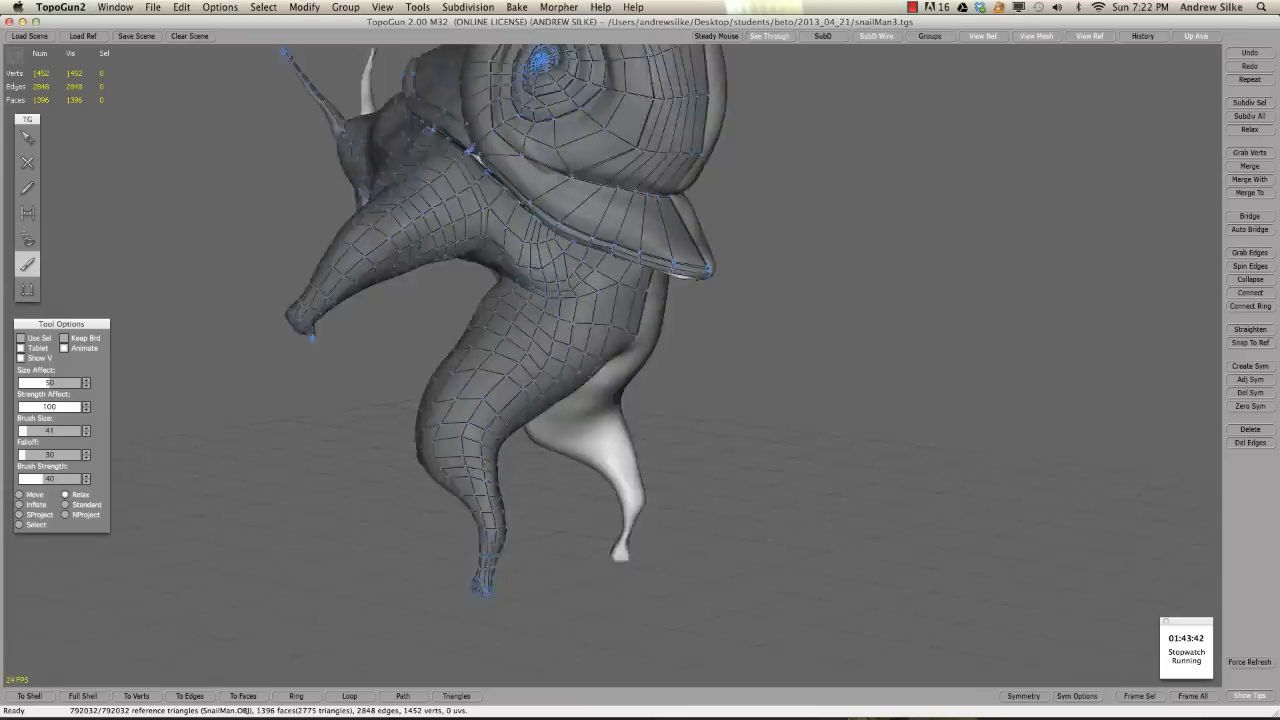 TopoGun2 Window File Edit Options Select Modify Group View Tools Subdivision Bake Morpher Help Help 16 Sun 7:22 PM Andrew Silke
TopoGun 2.00 M32 (ONLINE LICENSE) (ANDREW SILKE) – /Users/andrewsilke/Desktop/students/beto/2013_04_21/snailMan3.tgs
Load Scene Load Ref Save Scene Clear Scene Steady Mouse See Through SubD SubD Wire Groups View Net View Mesh View Ref History Up Axis
Num Vis Sel
Verts 1452 1452 0
Edges 2848 2848 0
Faces 1396 1396 0
TG
Tool Options
Use Sel Keep Brd
Tablet Animate
Show V
Size Affect:
50
Strength Affect:
100
Brush Size:
41
Falloff:
30
Brush Strength:
40
Move Relax
Inflate Standard
SProject NProject
Select
Undo
Redo
Repeat
Subdiv Sel
Subdiv All
Relax
Grab Verts
Merge
Merge With
Merge To
Bridge
Auto Bridge
Grab Edges
Spin Edges
Collapse
Connect
Connect Ring
Straighten
Snap To Ref
Create Sym
Adj Sym
Del Sym
Zero Sym
Delete
Del Edges
01:43:42
Stopwatch
Running
Force Refresh
24 FPS
To Shell Full Shell To Verts To Edges To Faces Ring Loop Path Triangles Symmetry Sym Options Frame Sel Frame All Show Tips
Ready 792032/792032 reference triangles (SnailMan.OBJ), 1396 faces(2775 triangles), 2848 edges, 1452 verts, 0 uvs.